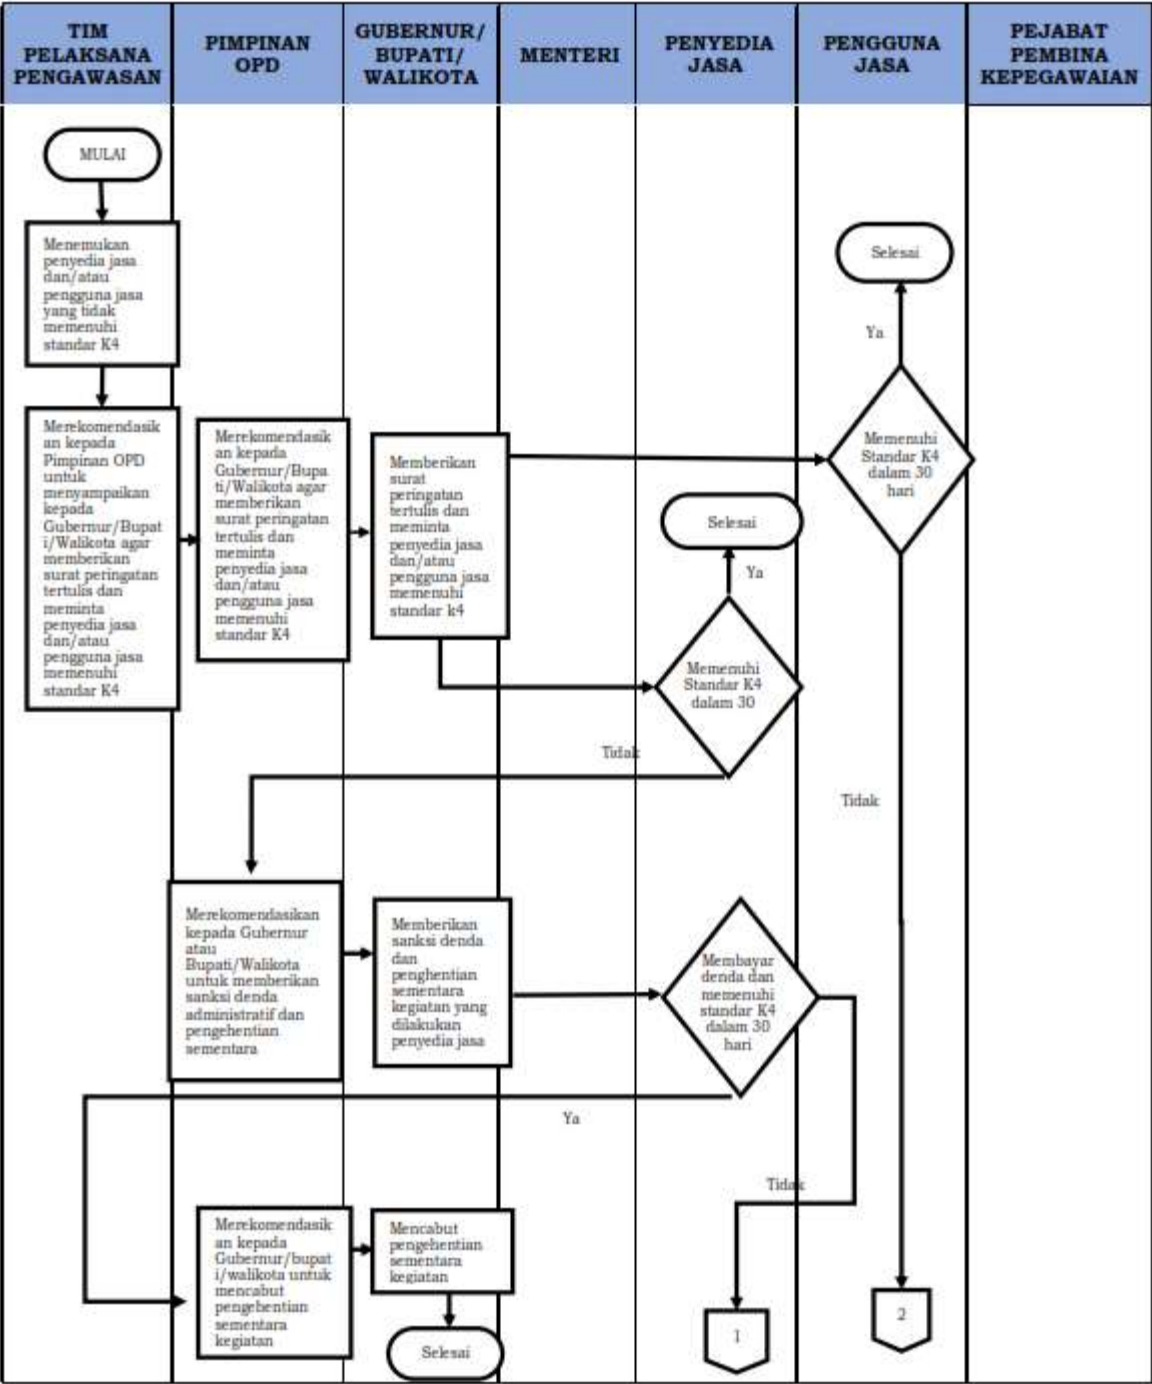 TIM
PELAKSANA
PENGAWASAN
PIMPINAN
OPD
GUBERNUR/
BUPATI/
WALIKOTA
MENTERI
PENYEDIA
JASA
PENGGUNA
JASA
PEJABAT
PEMBINA
KEPEGAWAIAN
MULAI
Menemukan
penyedia jasa
dan/atau
pengguna jasa
yang tidak
memenuhi
standar K4
Merekomendasik
an kepada
Pimpinan OPD
untuk
menyampaikan
kepada
Gubernur/Bupat
i/Walikota agar
memberikan
surat peringatan
tertulis dan
meminta
penyedia jasa
dan/atau
pengguna jasa
memenuhi
standar K4
Merekomendasik
an kepada
Gubernur/Bupa
ti/Walikota agar
memberikan
surat peringatan
tertulis dan
meminta
penyedia jasa
dan/atau
pengguna jasa
memenuhi
standar K4
Memberikan
surat
peringatan
tertulis dan
meminta
penyedia jasa
dan/atau
pengguna jasa
memenuhi
standar k4
Selesai
Ya
Memenuhi
Standar K4
dalam 30
hari
Tidak
Selesai
Ya
Memenuhi
Standar K4
dalam 30
Tidak
Merekomendasikan
kepada Gubernur
atau
Bupati/Walikota
untuk memberikan
sanksi denda
administratif dan
pengehentian
sementara
Memberikan
sanksi denda
dan
penghentian
sementara
kegiatan yang
dilakukan
penyedia jasa
Membayar
denda dan
memenuhi
standar K4
dalam 30
hari
Ya
Tidak
Merekomendasik
an kepada
Gubernur/bupat
i/walikota untuk
mencabut
pengehentian
sementara
kegiatan
Mencabut
pengehentian
sementara
kegiatan
Selesai
1
2